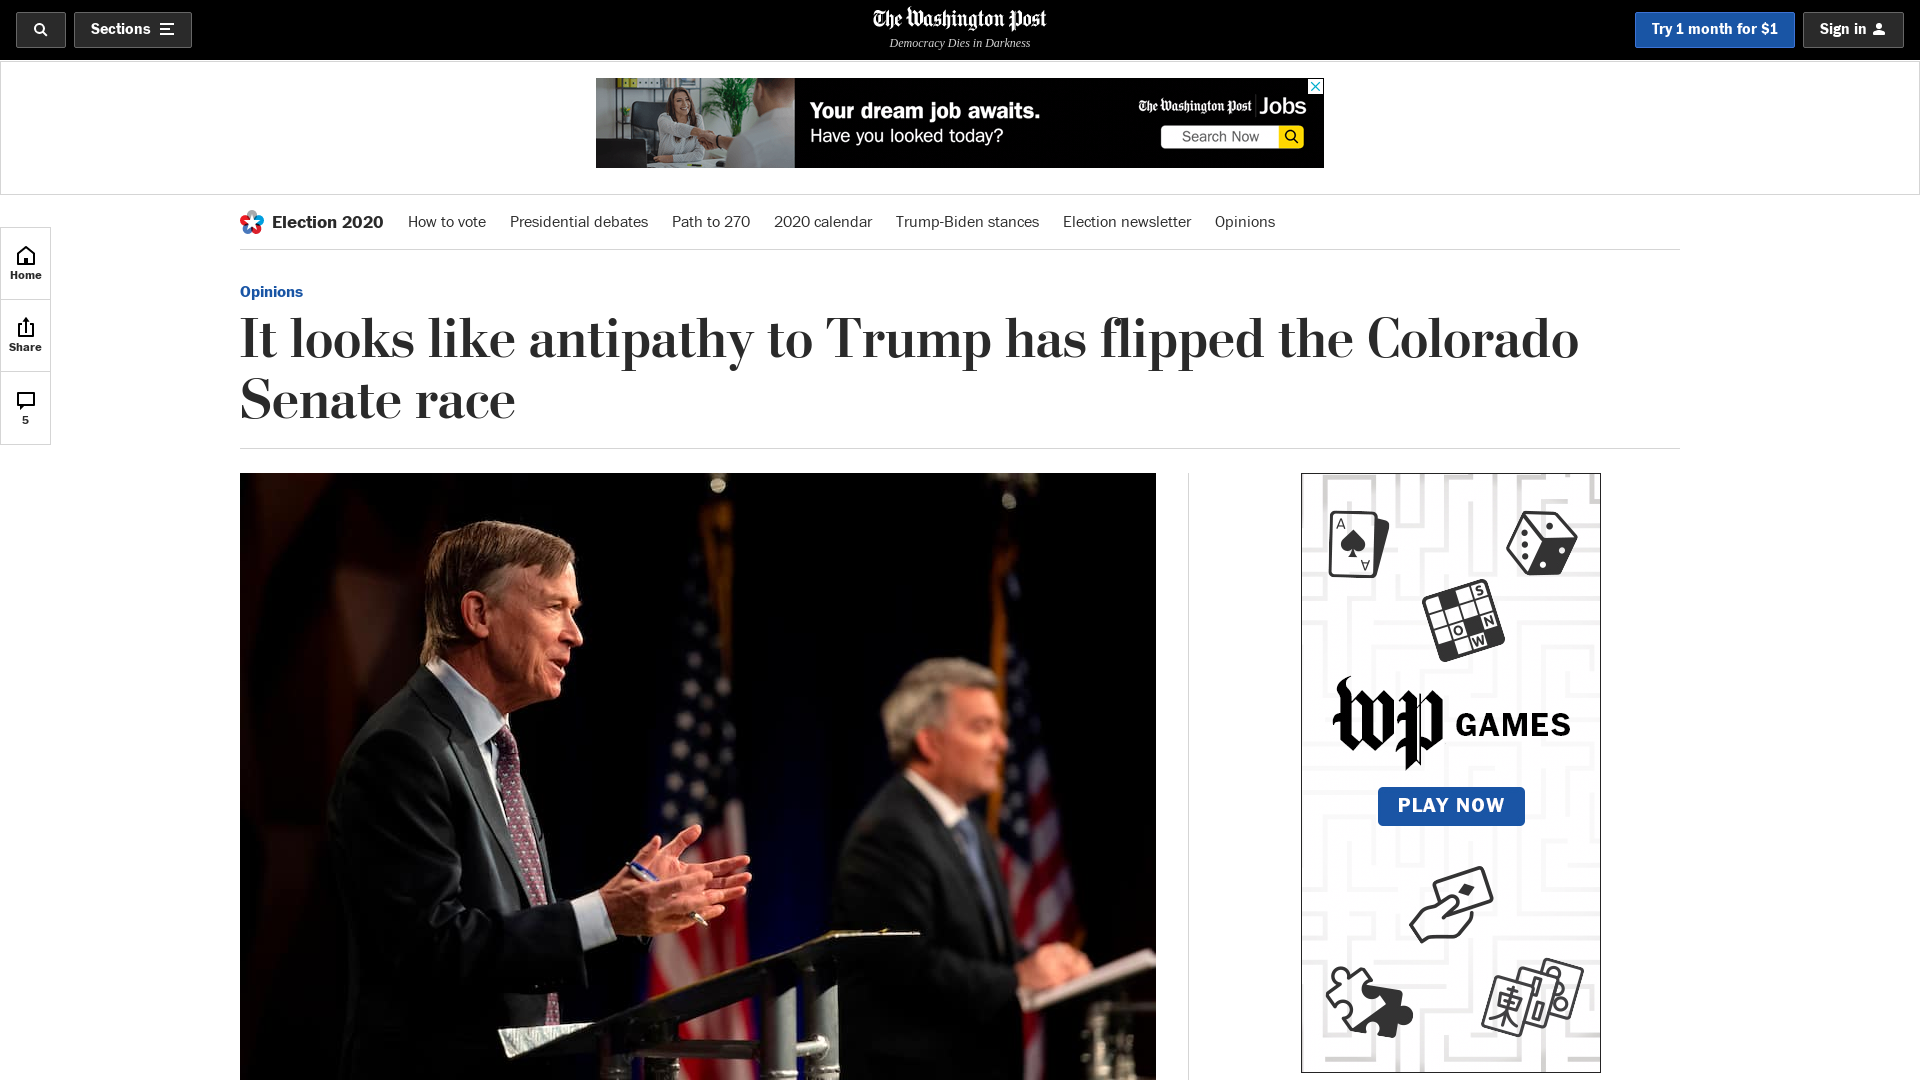 Sections
The Washington Post
Democracy Dies in Darkness
Try 1 month for $1
Sign in
Your dream job awaits.
Have you looked today?
The Washington Post Jobs
Search Now
Election 2020
How to vote
Presidential debates
Path to 270
2020 calendar
Trump-Biden stances
Election newsletter
Opinions
Home
Share
5
Opinions
It looks like antipathy to Trump has flipped the Colorado
Senate race
A
A
S
O N
W
wp GAMES
PLAY NOW
東